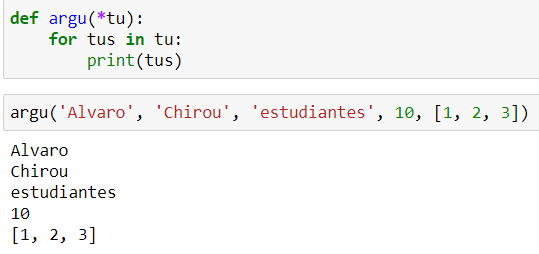 def argu(*tu):
    for tus in tu:
        print(tus)
argu('Alvaro', 'Chirou', 'estudiantes', 10, [1, 2, 3])
Alvaro
Chirou
estudiantes
10
[1, 2, 3]